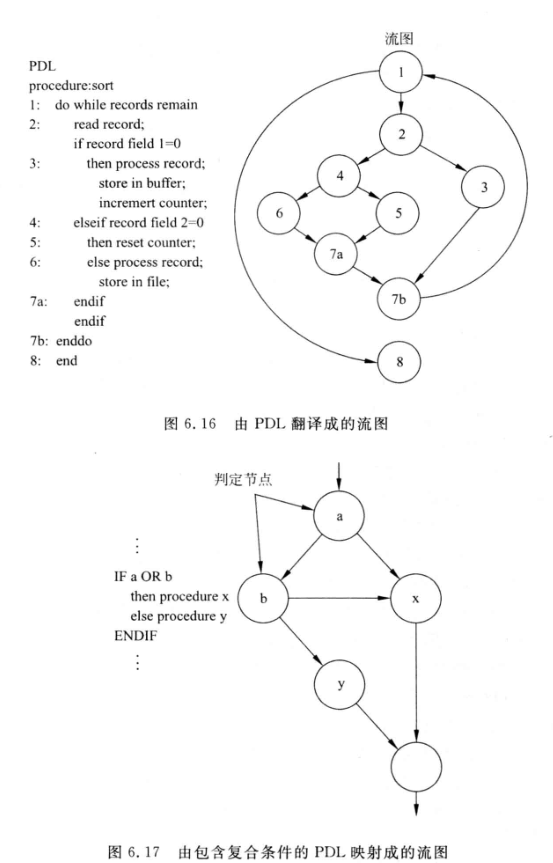 PDL
procedure:sort
1: do while records remain
2: read record;
if record field 1=0
3: then process record;
store in buffer;
incremert counter;
4: elseif record field 2=0
5: then reset counter;
6: else process record;
store in file;
7a: endif
endif
7b: enddo
8: end
流图
1
2
4
3
6
5
7a
7b
8
图 6.16 由 PDL 翻译成的流图
判定节点
a
⋮
IF a OR b
then procedure x
else procedure y
ENDIF
⋮
b
x
y
图 6.17 由包含复合条件的 PDL 映射成的流图